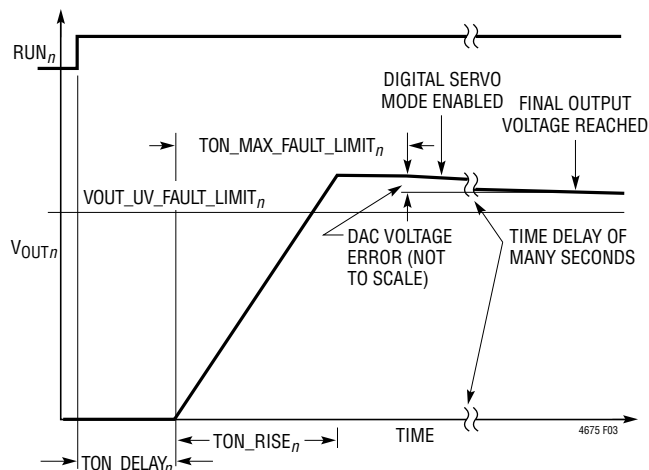 RUNn
DIGITAL SERVO
MODE ENABLED
FINAL OUTPUT
VOLTAGE REACHED
TON_MAX_FAULT_LIMITn
VOUT_UV_FAULT_LIMITn
VOUTn
DAC VOLTAGE
ERROR (NOT
TO SCALE)
TIME DELAY OF
MANY SECONDS
TIME
4675 F03
TON_RISEn
TON_DELAYn